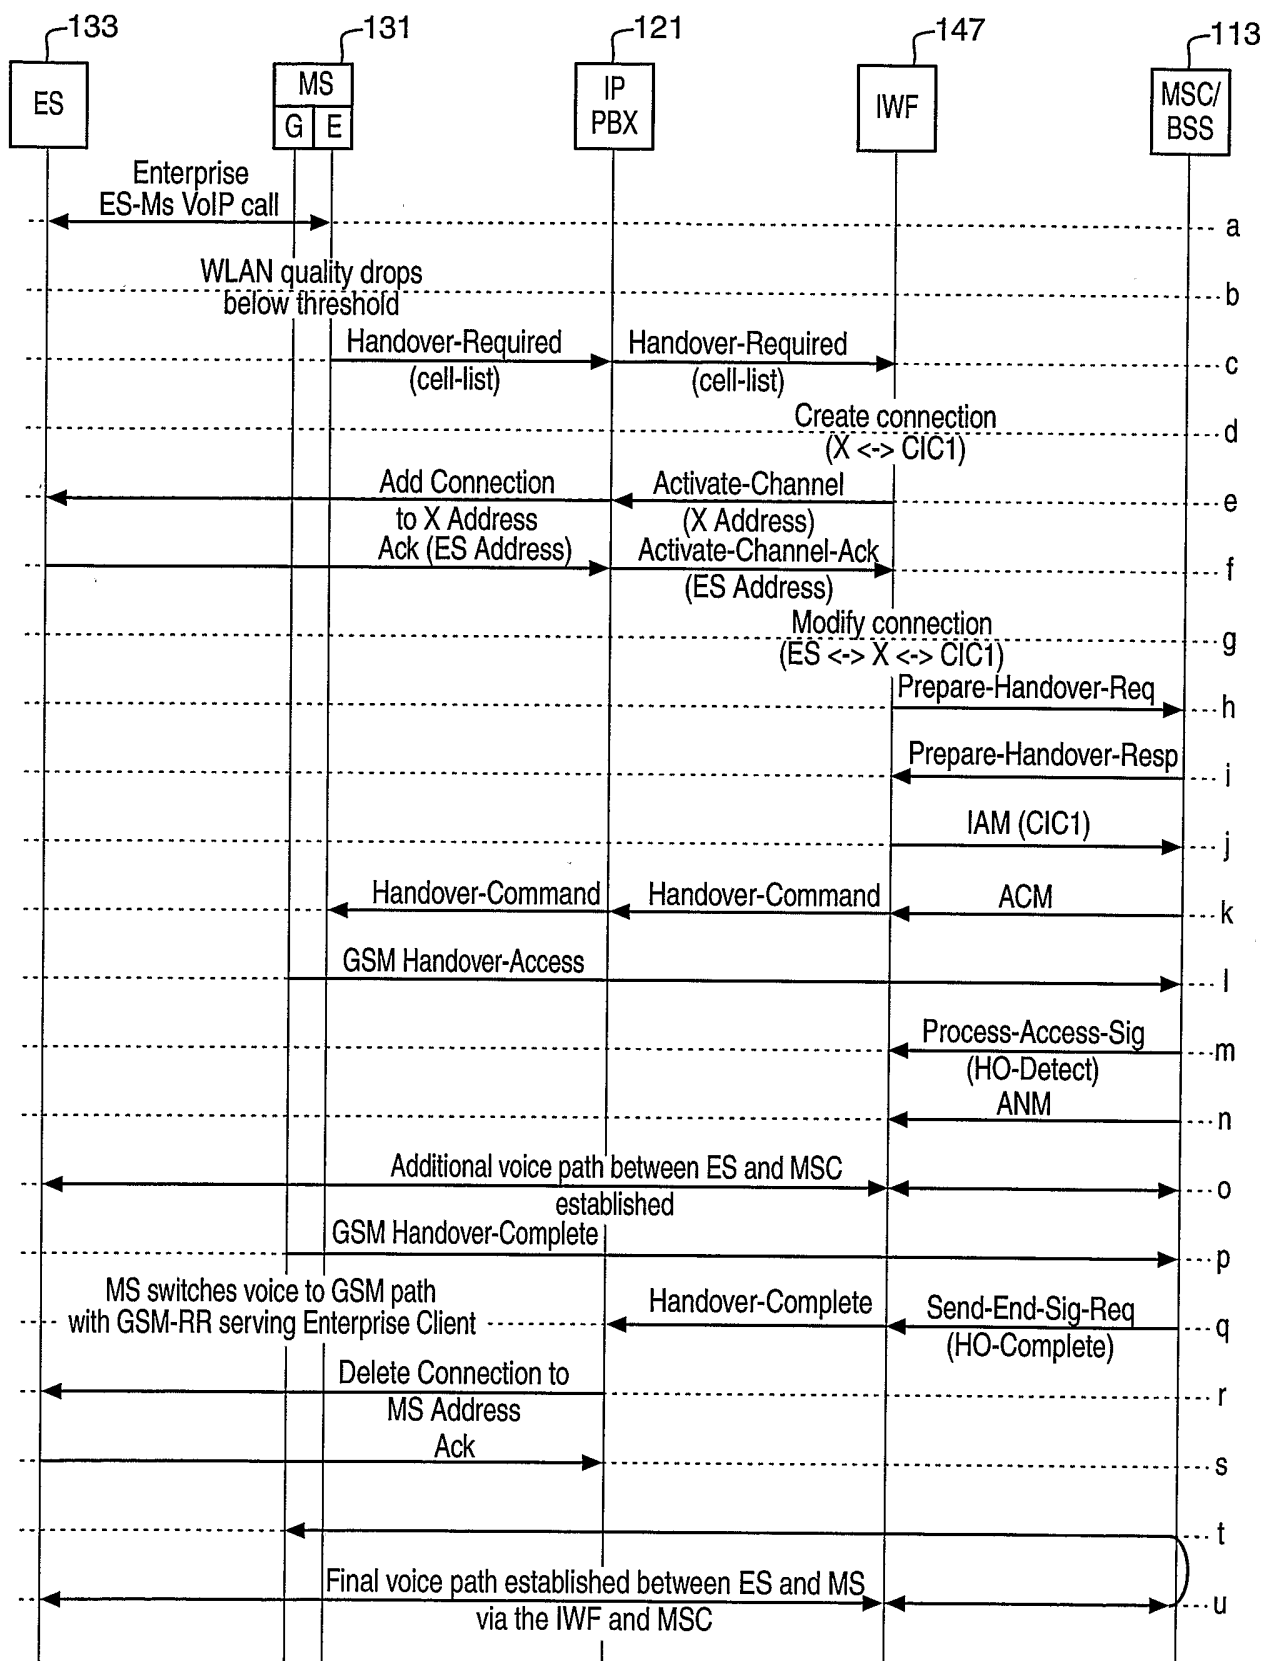 133
131
121
147
113
ES
MS
G E
IP
PBX
IWF
MSC/
BSS
Enterprise
ES-Ms VoIP call
a
WLAN quality drops
below threshold
b
Handover-Required
(cell-list)
Handover-Required
(cell-list)
c
Create connection
(X <-> CIC1)
d
Add Connection
to X Address
Activate-Channel
(X Address)
e
Ack (ES Address)
Activate-Channel-Ack
(ES Address)
f
Modify connection
(ES <-> X <-> CIC1)
g
Prepare-Handover-Req
h
Prepare-Handover-Resp
i
IAM (CIC1)
j
Handover-Command
Handover-Command
ACM
k
GSM Handover-Access
l
Process-Access-Sig
(HO-Detect)
m
ANM
n
Additional voice path between ES and MSC
established
o
GSM Handover-Complete
p
MS switches voice to GSM path
with GSM-RR serving Enterprise Client
Handover-Complete
Send-End-Sig-Req
(HO-Complete)
q
Delete Connection to
MS Address
r
Ack
s
t
Final voice path established between ES and MS
via the IWF and MSC
u